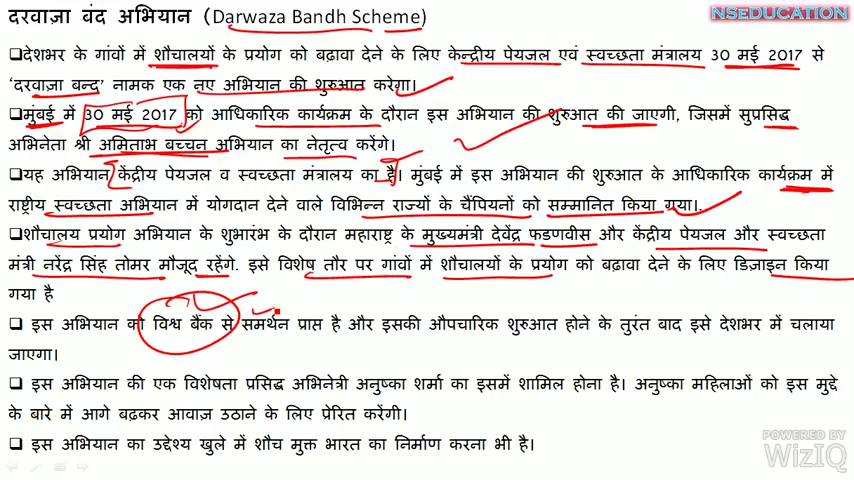 दरवाज़ा बंद अभियान (Darwaza Bandh Scheme)
NSEDUCATION
❑देशभर के गांवों में शौचालयों के प्रयोग को बढ़ावा देने के लिए केन्द्रीय पेयजल एवं स्वच्छता मंत्रालय 30 मई 2017 से
‘दरवाज़ा बन्द’ नामक एक नए अभियान की शुरुआत करेगा।
❑मुंबई में 30 मई 2017 को आधिकारिक कार्यक्रम के दौरान इस अभियान की शुरुआत की जाएगी, जिसमें सुप्रसिद्ध
अभिनेता श्री अमिताभ बच्चन अभियान का नेतृत्व करेंगे।
❑यह अभियान केंद्रीय पेयजल व स्वच्छता मंत्रालय का है। मुंबई में इस अभियान की शुरुआत के आधिकारिक कार्यक्रम में
राष्ट्रीय स्वच्छता अभियान में योगदान देने वाले विभिन्न राज्यों के चैंपियनों को सम्मानित किया गया।.
❑शौचालय प्रयोग अभियान के शुभारंभ के दौरान महाराष्ट्र के मुख्यमंत्री देवेंद्र फडणवीस और केंद्रीय पेयजल और स्वच्छता
मंत्री नरेंद्र सिंह तोमर मौजूद रहेंगे. इसे विशेष तौर पर गांवों में शौचालयों के प्रयोग को बढ़ावा देने के लिए डिज़ाइन किया
गया है
❑ इस अभियान को विश्व बैंक से समर्थन प्राप्त है और इसकी औपचारिक शुरुआत होने के तुरंत बाद इसे देशभर में चलाया
जाएगा।
❑ इस अभियान की एक विशेषता प्रसिद्ध अभिनेत्री अनुष्का शर्मा का इसमें शामिल होना है। अनुष्का महिलाओं को इस मुद्दे
के बारे में आगे बढ़कर आवाज़ उठाने के लिए प्रेरित करेंगी।
❑ इस अभियान का उद्देश्य खुले में शौच मुक्त भारत का निर्माण करना भी है।
POWERED BY
WizIQ